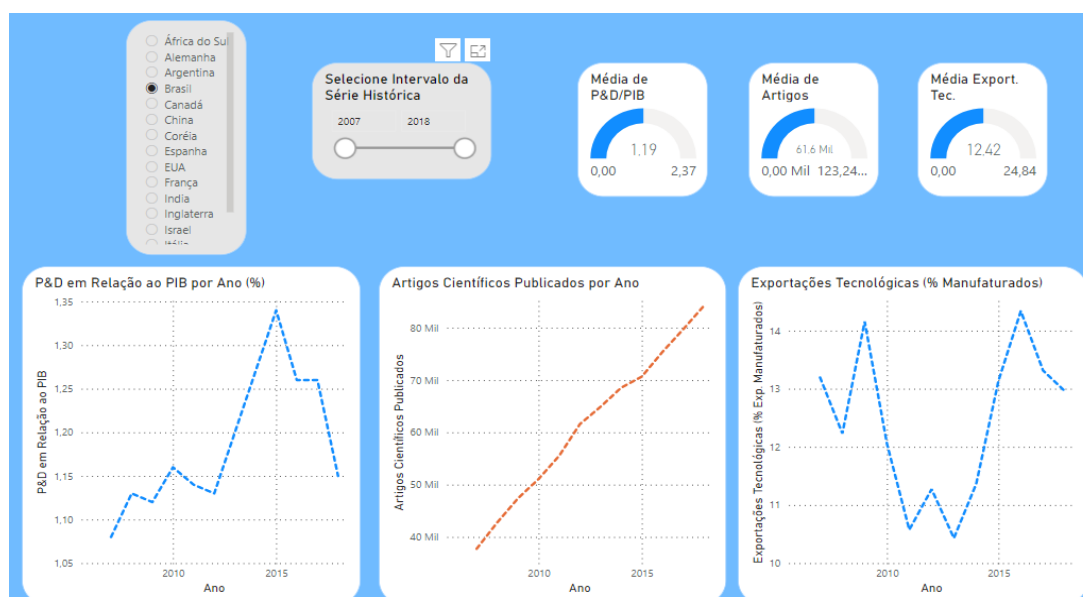 África do Sul
Alemanha
Argentina
Brasil
Canadá
China
Coréia
Espanha
EUA
França
India
Inglaterra
Israel
Selecione Intervalo da
Série Histórica
2007
2018
Média de
P&D/PIB
1,19
0,00
2,37
Média de
Artigos
61,6 Mil
0,00 Mil
123,24...
Média Export.
Tec.
12,42
0,00
24,84
P&D em Relação ao PIB por Ano (%)
P&D em Relação ao PIB
1,35
1,30
1,25
1,20
1,15
1,10
1,05
2010
2015
Ano
Artigos Científicos Publicados por Ano
Artigos Científicos Publicados
80 Mil
70 Mil
60 Mil
50 Mil
40 Mil
2010
2015
Ano
Exportações Tecnológicas (% Manufaturados)
Exportações Tecnológicas (% Exp. Manufaturados)
14
13
12
11
10
2010
2015
Ano